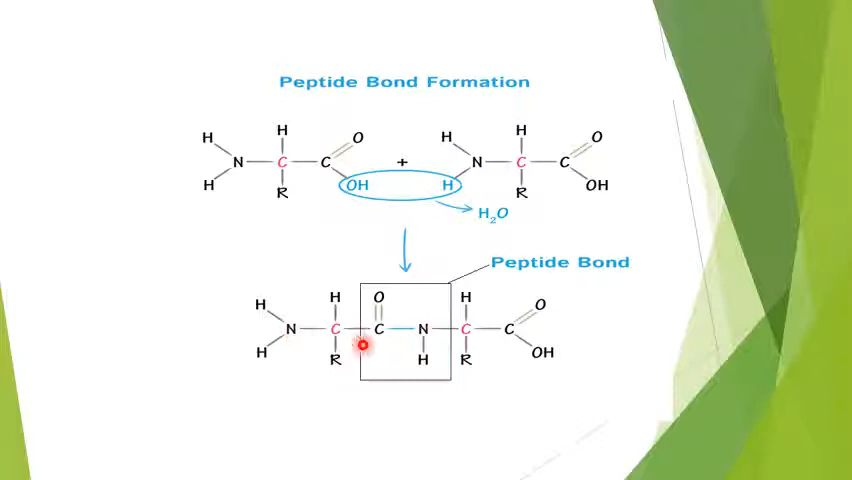 Peptide Bond Formation
H H O H H O
N C C + N C C
H R OH H R OH
H₂O
Peptide Bond
H H O H O
N C C N C C
H R H R OH